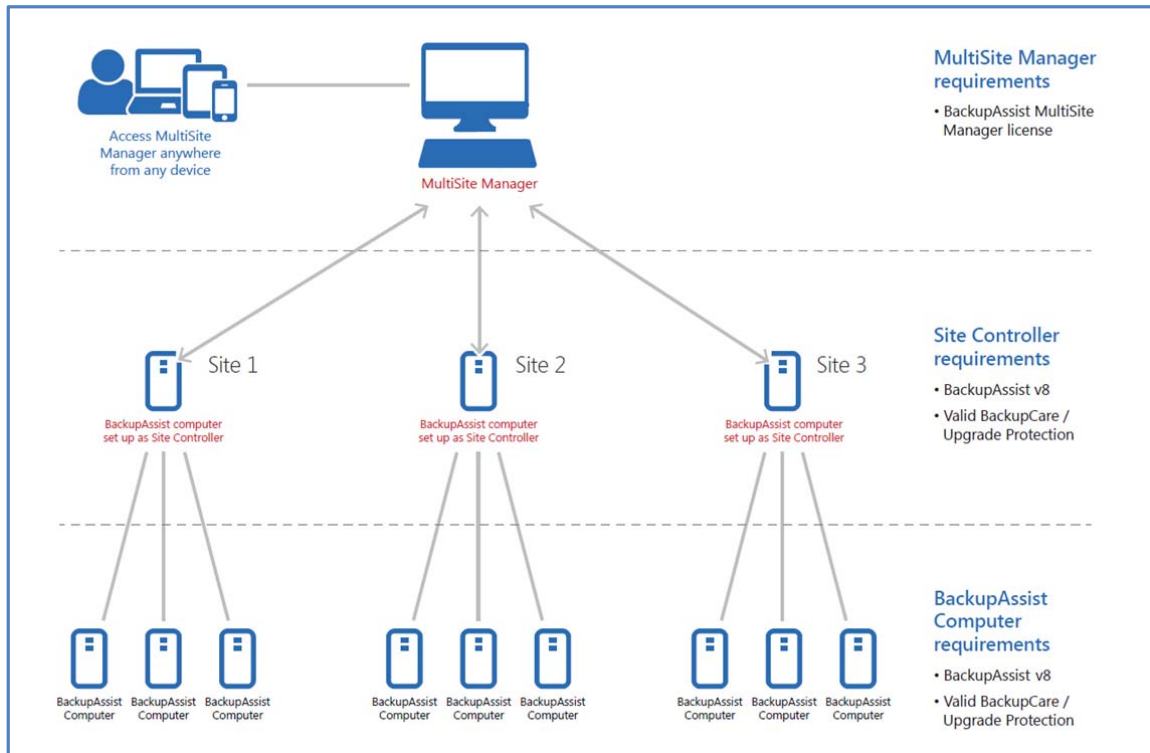 Access MultiSite
Manager anywhere
from any device
MultiSite Manager
MultiSite Manager
requirements
• BackupAssist MultiSite
Manager license
Site 1
BackupAssist computer
set up as Site Controller
Site 2
BackupAssist computer
set up as Site Controller
Site 3
BackupAssist computer
set up as Site Controller
Site Controller
requirements
• BackupAssist v8
• Valid BackupCare /
Upgrade Protection
BackupAssist
Computer
BackupAssist
Computer
BackupAssist
Computer
BackupAssist
Computer
BackupAssist
Computer
BackupAssist
Computer
BackupAssist
Computer
BackupAssist
Computer
BackupAssist
Computer
BackupAssist
Computer
requirements
• BackupAssist v8
• Valid BackupCare /
Upgrade Protection